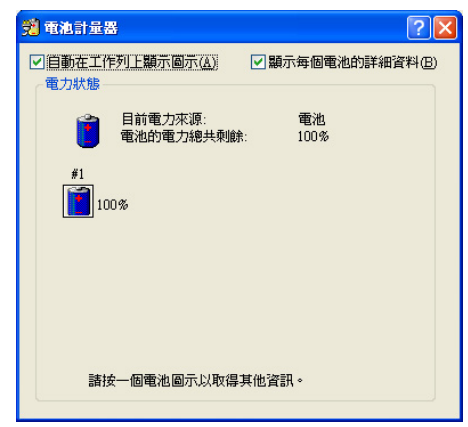 電池計量器
自動在工作列上顯示圖示(A)
顯示每個電池的詳細資料(B)
電力狀態
目前電力來源: 電池
電池的電力總共剩餘: 100%
#1
100%
請按一個電池圖示以取得其他資訊。